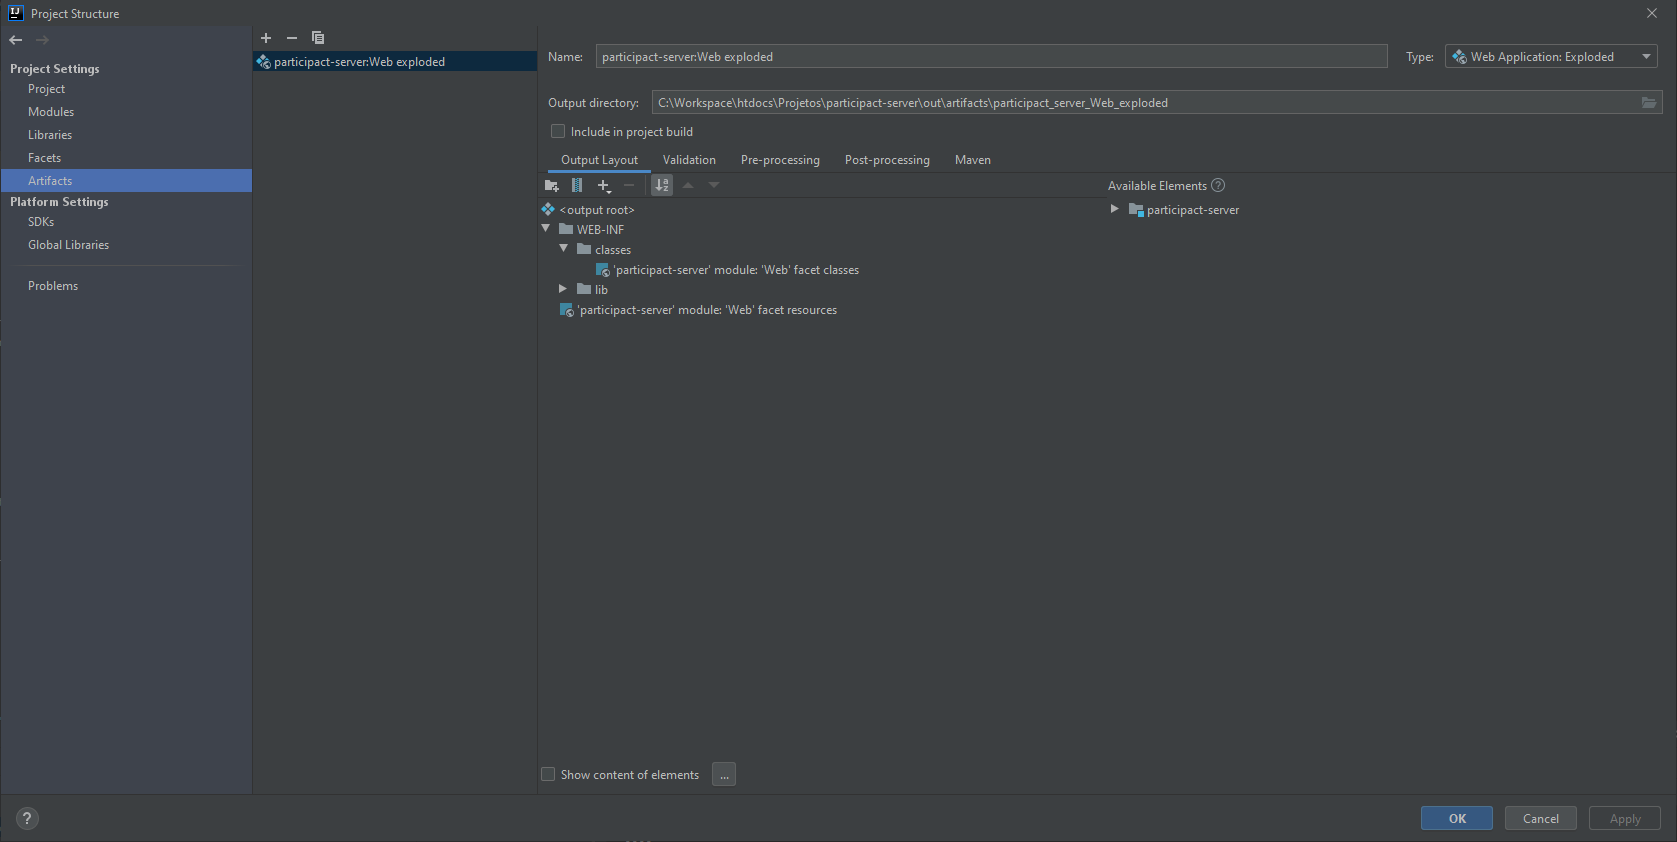 Project Structure
Project Settings
Project
Modules
Libraries
Facets
Artifacts
Platform Settings
SDKs
Global Libraries
Problems
participact-server:Web exploded
Name: participact-server:Web exploded
Type: Web Application: Exploded
Output directory: C:\Workspace\htdocs\Projetos\participact-server\out\artifacts\participact_server_Web_exploded
Include in project build
Output Layout Validation Pre-processing Post-processing Maven
Available Elements ?
<output root>
participact-server
WEB-INF
classes
'participact-server' module: 'Web' facet classes
lib
'participact-server' module: 'Web' facet resources
Show content of elements ...
? OK Cancel Apply